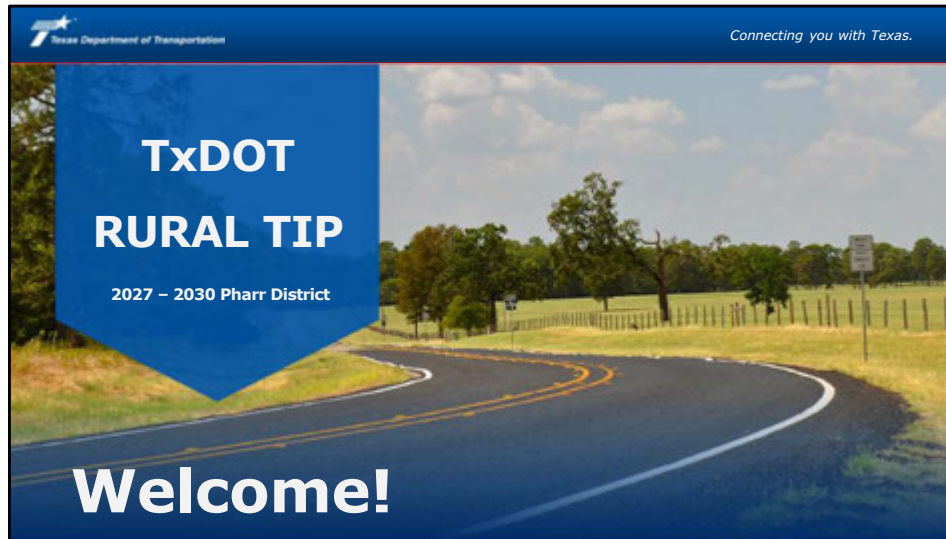 Texas Department of Transportation
Connecting you with Texas.
TxDOT
RURAL TIP
2027 – 2030 Pharr District
Welcome!